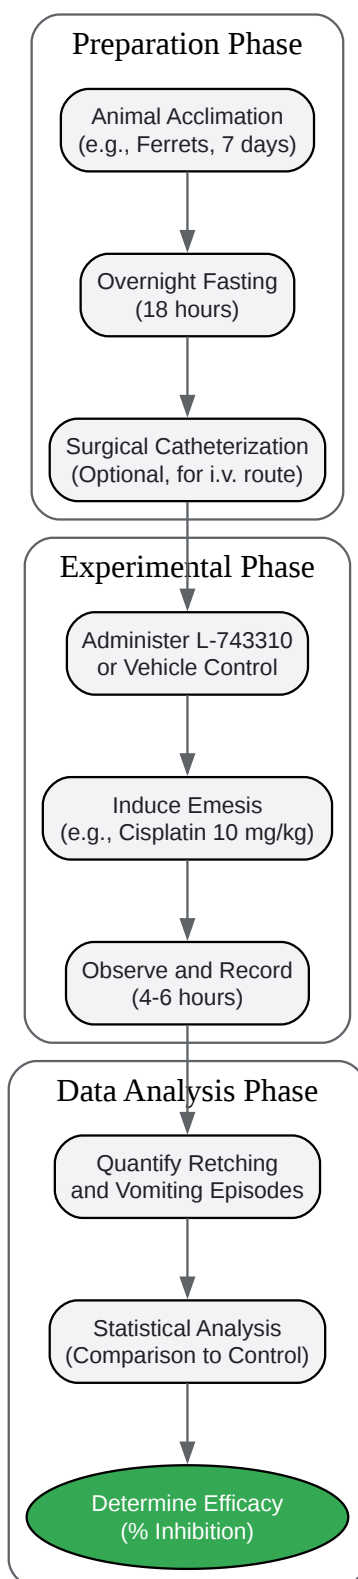 Preparation Phase
Animal Acclimation
(e.g., Ferrets, 7 days)
Overnight Fasting
(18 hours)
Surgical Catheterization
(Optional, for i.v. route)
Experimental Phase
Administer L-743310
or Vehicle Control
Induce Emesis
(e.g., Cisplatin 10 mg/kg)
Observe and Record
(4-6 hours)
Data Analysis Phase
Quantify Retching
and Vomiting Episodes
Statistical Analysis
(Comparison to Control)
Determine Efficacy
(% Inhibition)